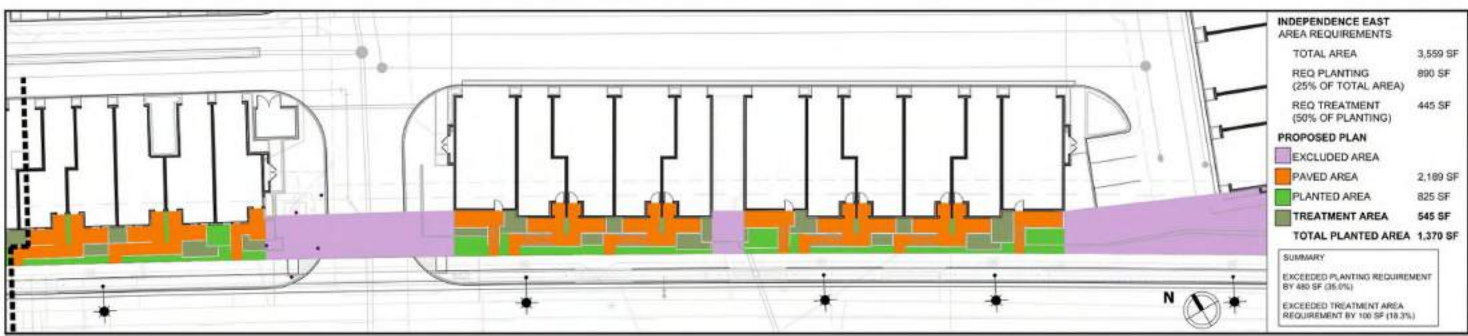 INDEPENDENCE EAST
AREA REQUIREMENTS
TOTAL AREA 3,559 SF
REQ PLANTING 890 SF
(25% OF TOTAL AREA)
REQ TREATMENT 445 SF
(50% OF PLANTING)
PROPOSED PLAN
EXCLUDED AREA
PAVED AREA 2,189 SF
PLANTED AREA 825 SF
TREATMENT AREA 545 SF
TOTAL PLANTED AREA 1,370 SF
SUMMARY
EXCEEDED PLANTING REQUIREMENT
BY 480 SF (35.0%)
EXCEEDED TREATMENT AREA
REQUIREMENT BY 100 SF (18.3%)
N